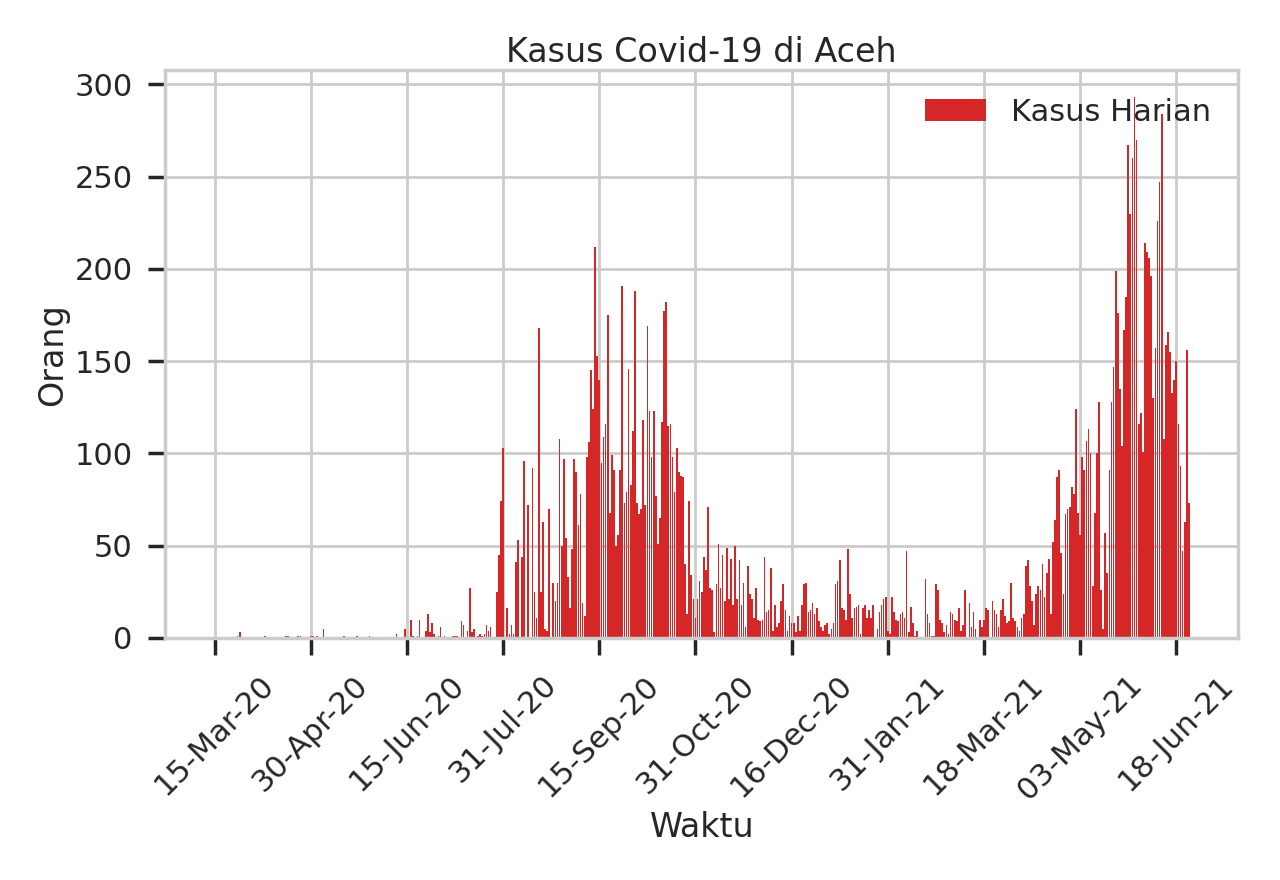 Kasus Covid-19 di Aceh
Kasus Harian
300
250
200
150
100
50
0
Orang
15-Mar-20
30-Apr-20
15-Jun-20
31-Jul-20
15-Sep-20
31-Oct-20
16-Dec-20
31-Jan-21
18-Mar-21
03-May-21
18-Jun-21
Waktu